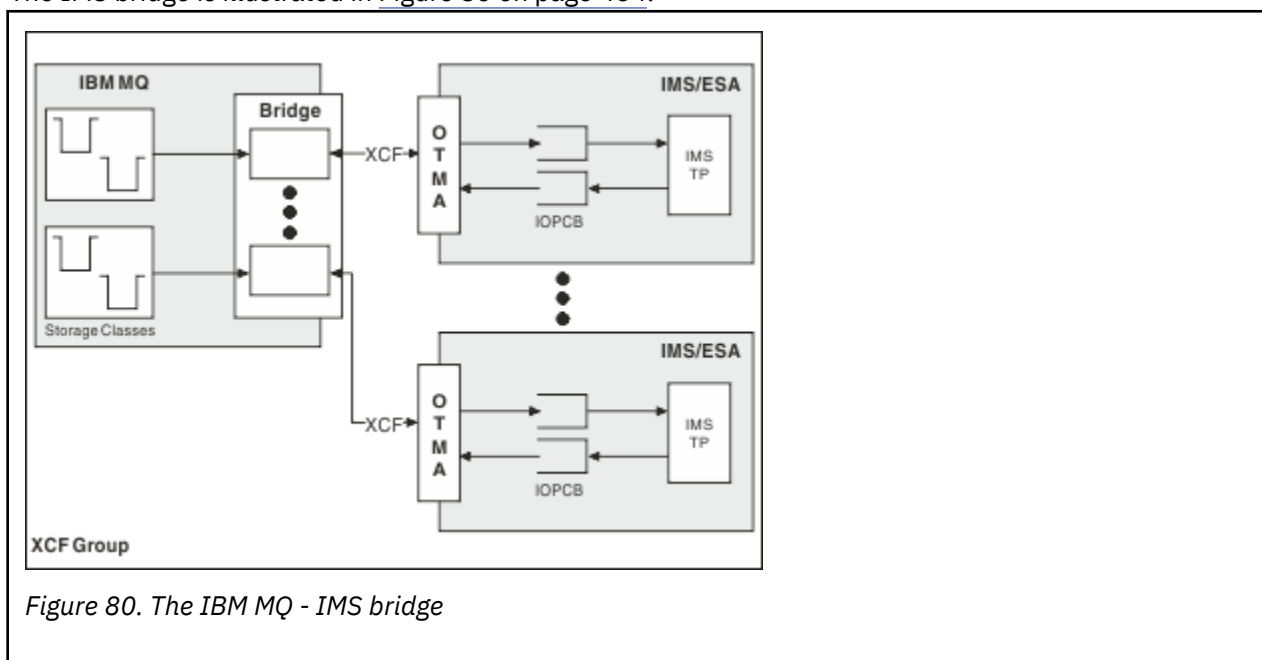 The IMS bridge is illustrated in Figure 80 on page 404.
IBM MQ
Bridge
Storage Classes
XCF
O
T
M
A
IMS/ESA
IMS
TP
IOPCB
XCF
O
T
M
A
IMS/ESA
IMS
TP
IOPCB
XCF Group
Figure 80. The IBM MQ - IMS bridge